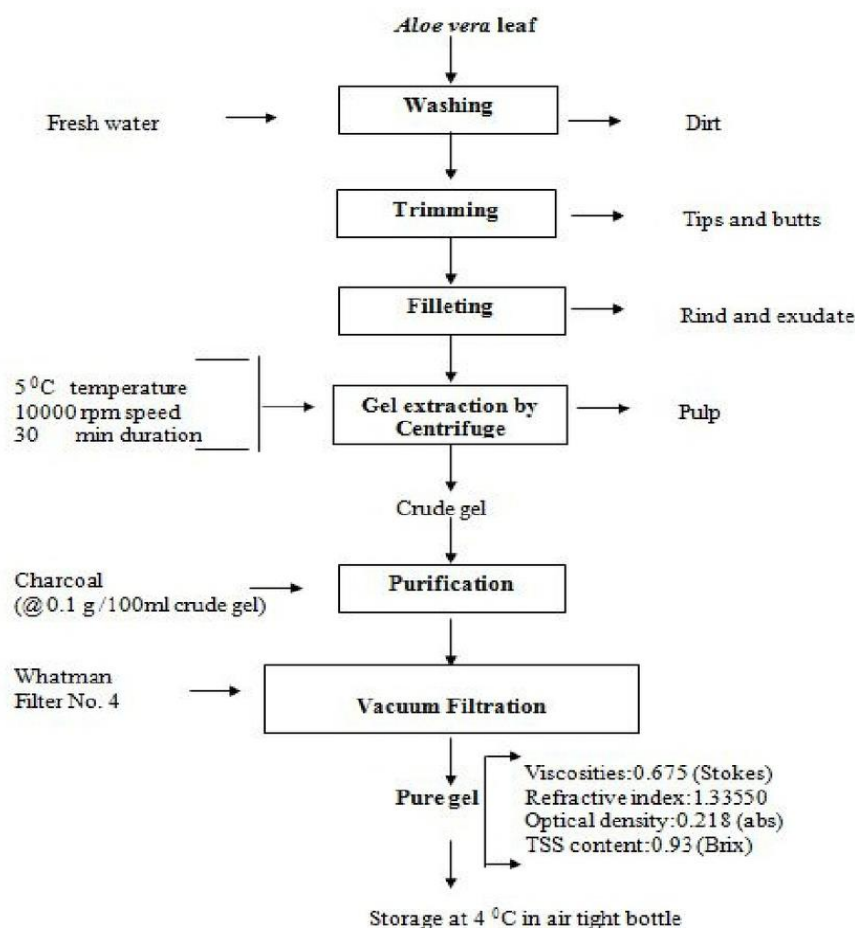 Aloe vera leaf
Washing
Fresh water
Dirt
Trimming
Tips and butts
Filleting
Rind and exudate
5 ⁰C temperature
10000 rpm speed
30 min duration
Gel extraction by
Centrifuge
Pulp
Crude gel
Purification
Charcoal
(@ 0.1 g /100ml crude gel)
Whatman
Filter No. 4
Vacuum Filtration
Pure gel
Viscosities:0.675 (Stokes)
Refractive index:1.33550
Optical density:0.218 (abs)
TSS content:0.93 (Brix)
Storage at 4 ⁰C in air tight bottle